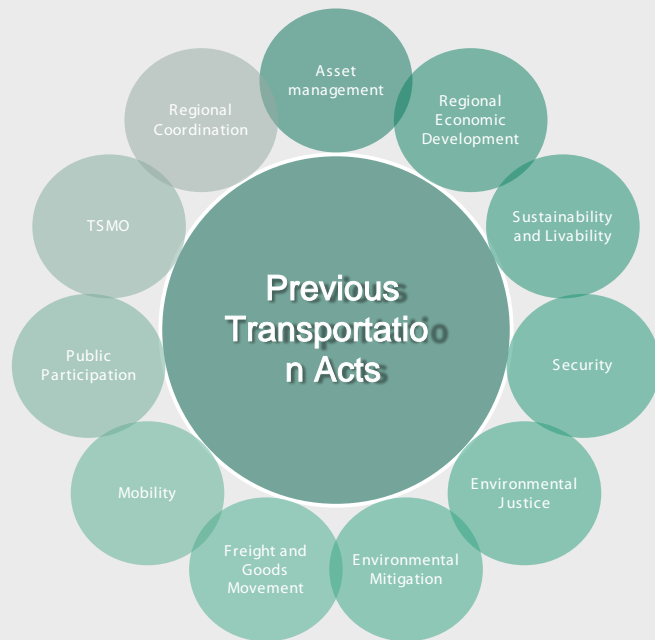 Previous
Transportatio
n Acts
Asset
management
Regional
Economic
Development
Sustainability
and Livability
Security
Environmental
Justice
Environmental
Mitigation
Freight and
Goods
Movement
Mobility
Public
Participation
TSMO
Regional
Coordination